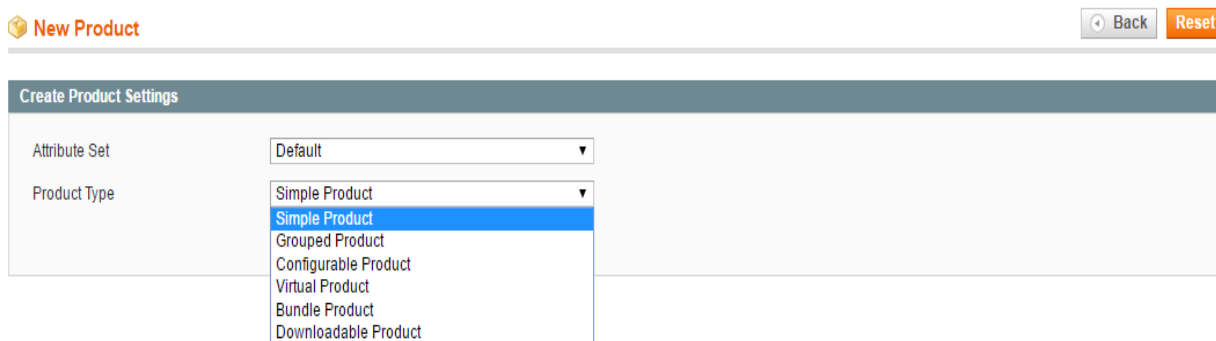 New Product
Back
Reset
Create Product Settings
Attribute Set
Default
Product Type
Simple Product
Simple Product
Grouped Product
Configurable Product
Virtual Product
Bundle Product
Downloadable Product